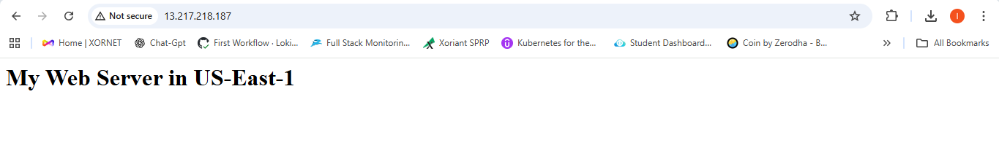 Not secure 13.217.218.187 I
Home | XORNET Chat-Gpt First Workflow · Loki... Full Stack Monitorin... Xoriant SPRP Kubernetes for the... Student Dashboard... Coin by Zerodha - B... All Bookmarks
My Web Server in US-East-1